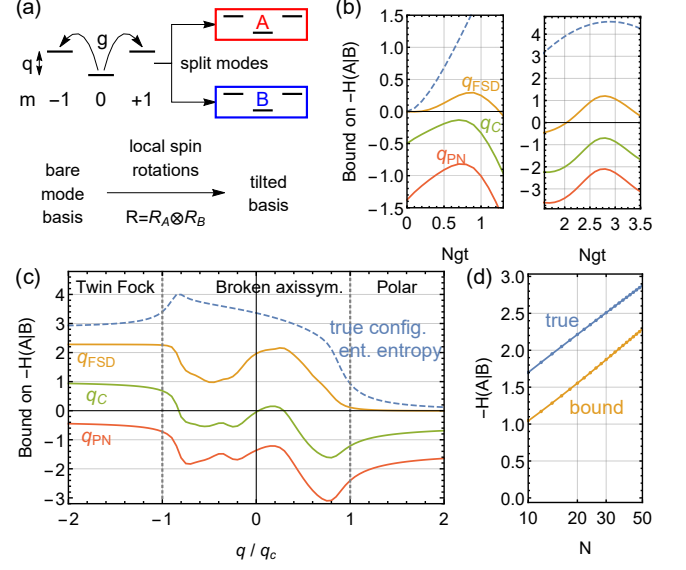 (a)
g
q
m −1 0 +1
A
split modes
B
bare
mode
basis
local spin
rotations
R=R_A⊗R_B
tilted
basis
(b)
Bound on −H(A|B)
1.5
1.0
0.5
0.0
−0.5
−1.0
−1.5
q_FSD
q_C
q_PN
0 0.5 1
Ngt
4
3
2
1
0
−1
−2
−3
2 2.5 3 3.5
Ngt
(c)
Bound on −H(A|B)
4
3
2
1
0
−1
−2
−3
Twin Fock Broken axissym. Polar
true config.
ent. entropy
q_FSD
q_C
q_PN
−2 −1 0 1 2
q / q_c
(d)
−H(A|B)
3.0
2.5
2.0
1.5
1.0
0.5
0.0
true
bound
10 20 30 50
N